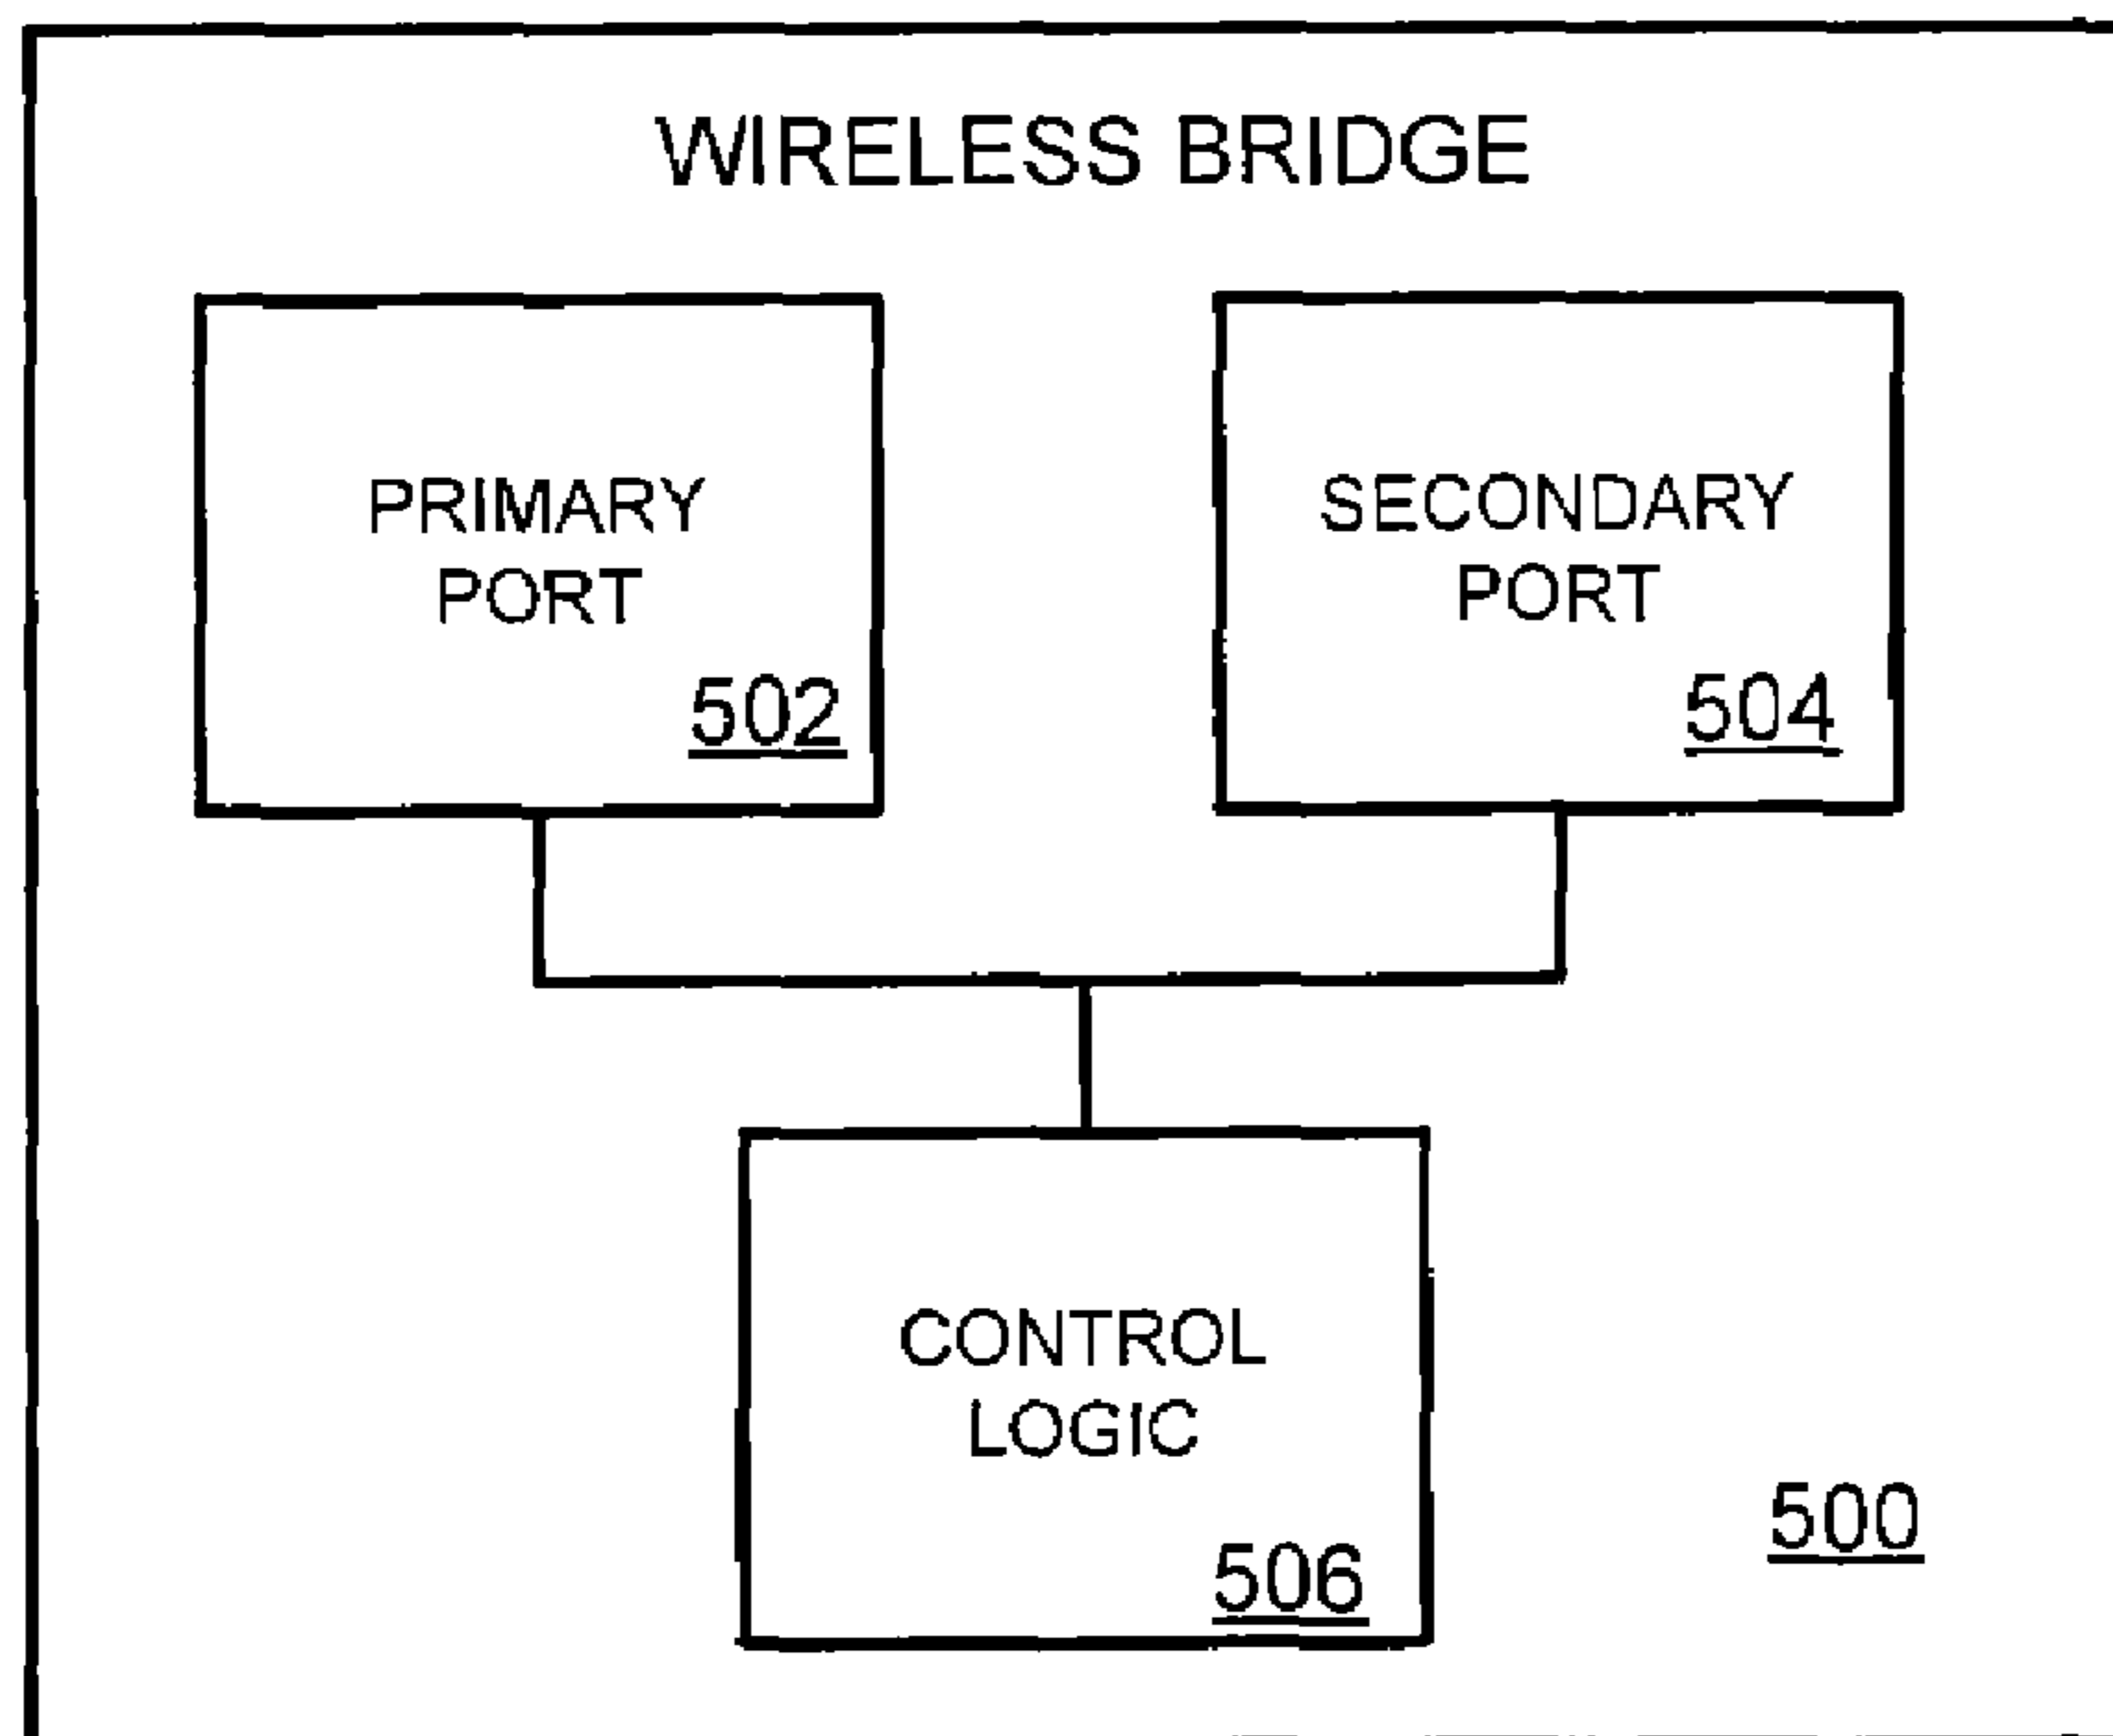 WIRELESS BRIDGE
PRIMARY
PORT
502
SECONDARY
PORT
504
CONTROL
LOGIC
506
500